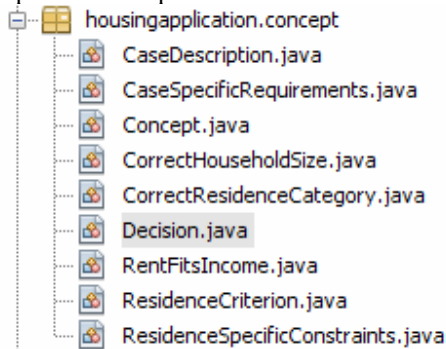 housingapplication.concept
CaseDescription.java
CaseSpecificRequirements.java
Concept.java
CorrectHouseholdSize.java
CorrectResidenceCategory.java
Decision.java
RentFitsIncome.java
ResidenceCriterion.java
ResidenceSpecificConstraints.java